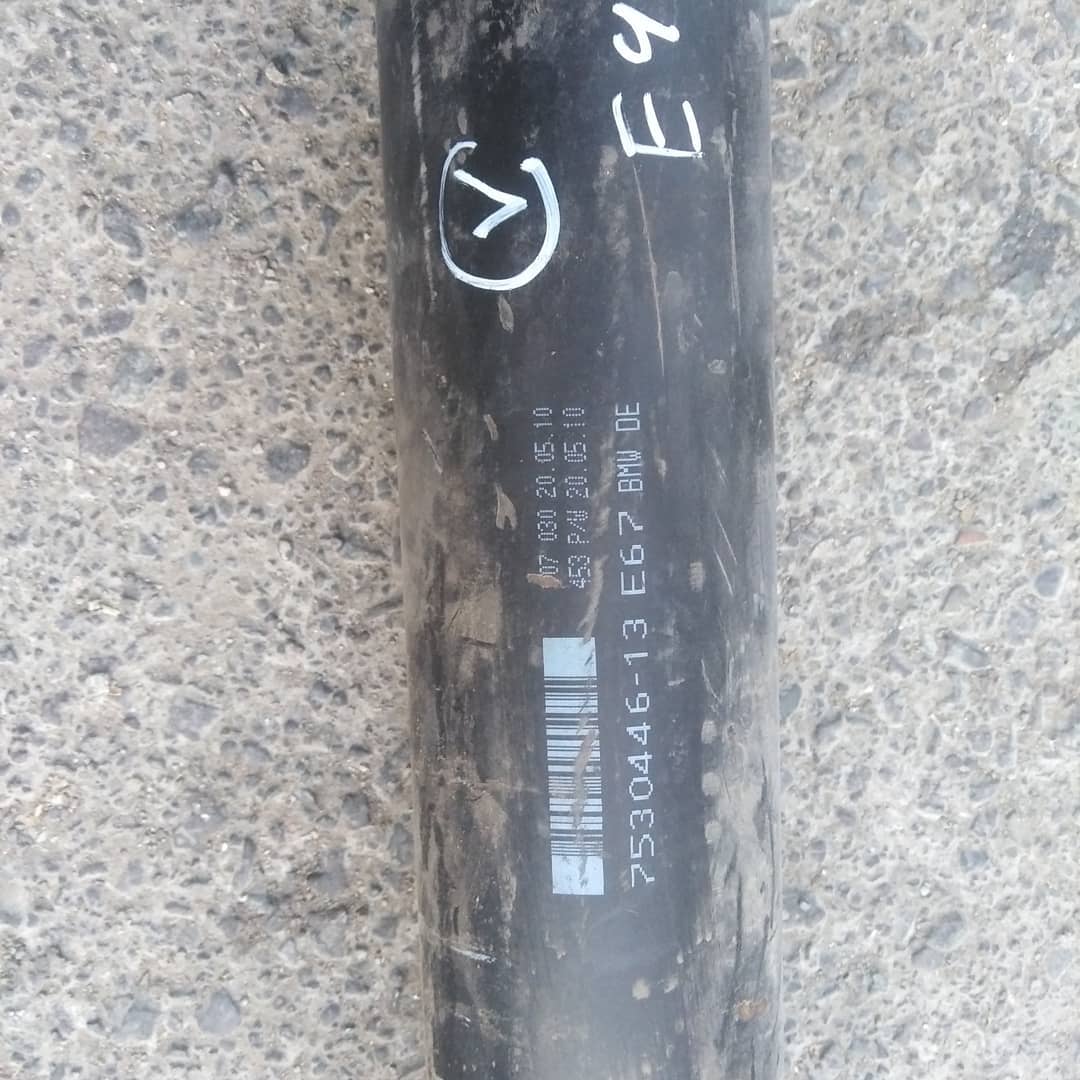 07 030 20.05.10
453 P/W 20.05.10
7530446-13 E67 BMW DE
V
E4